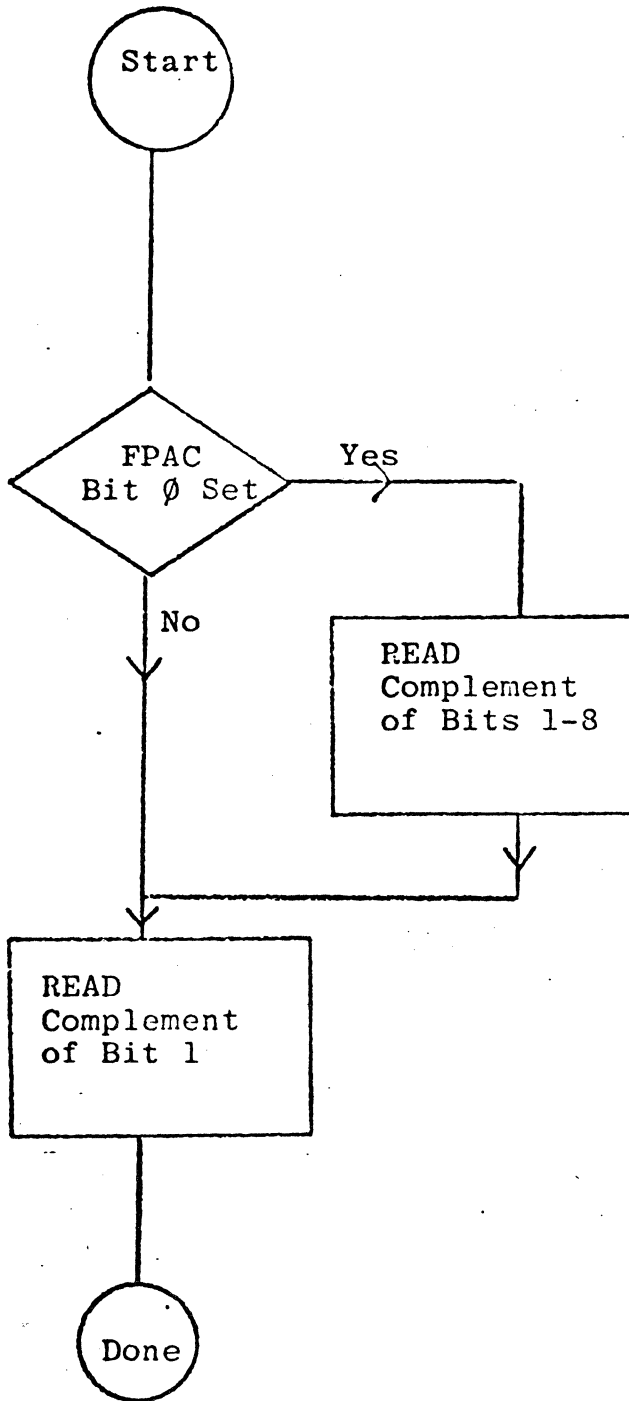 Start
FPAC
Bit Ø Set
Yes
No
READ
Complement
of Bits 1-8
READ
Complement
of Bit 1
Done